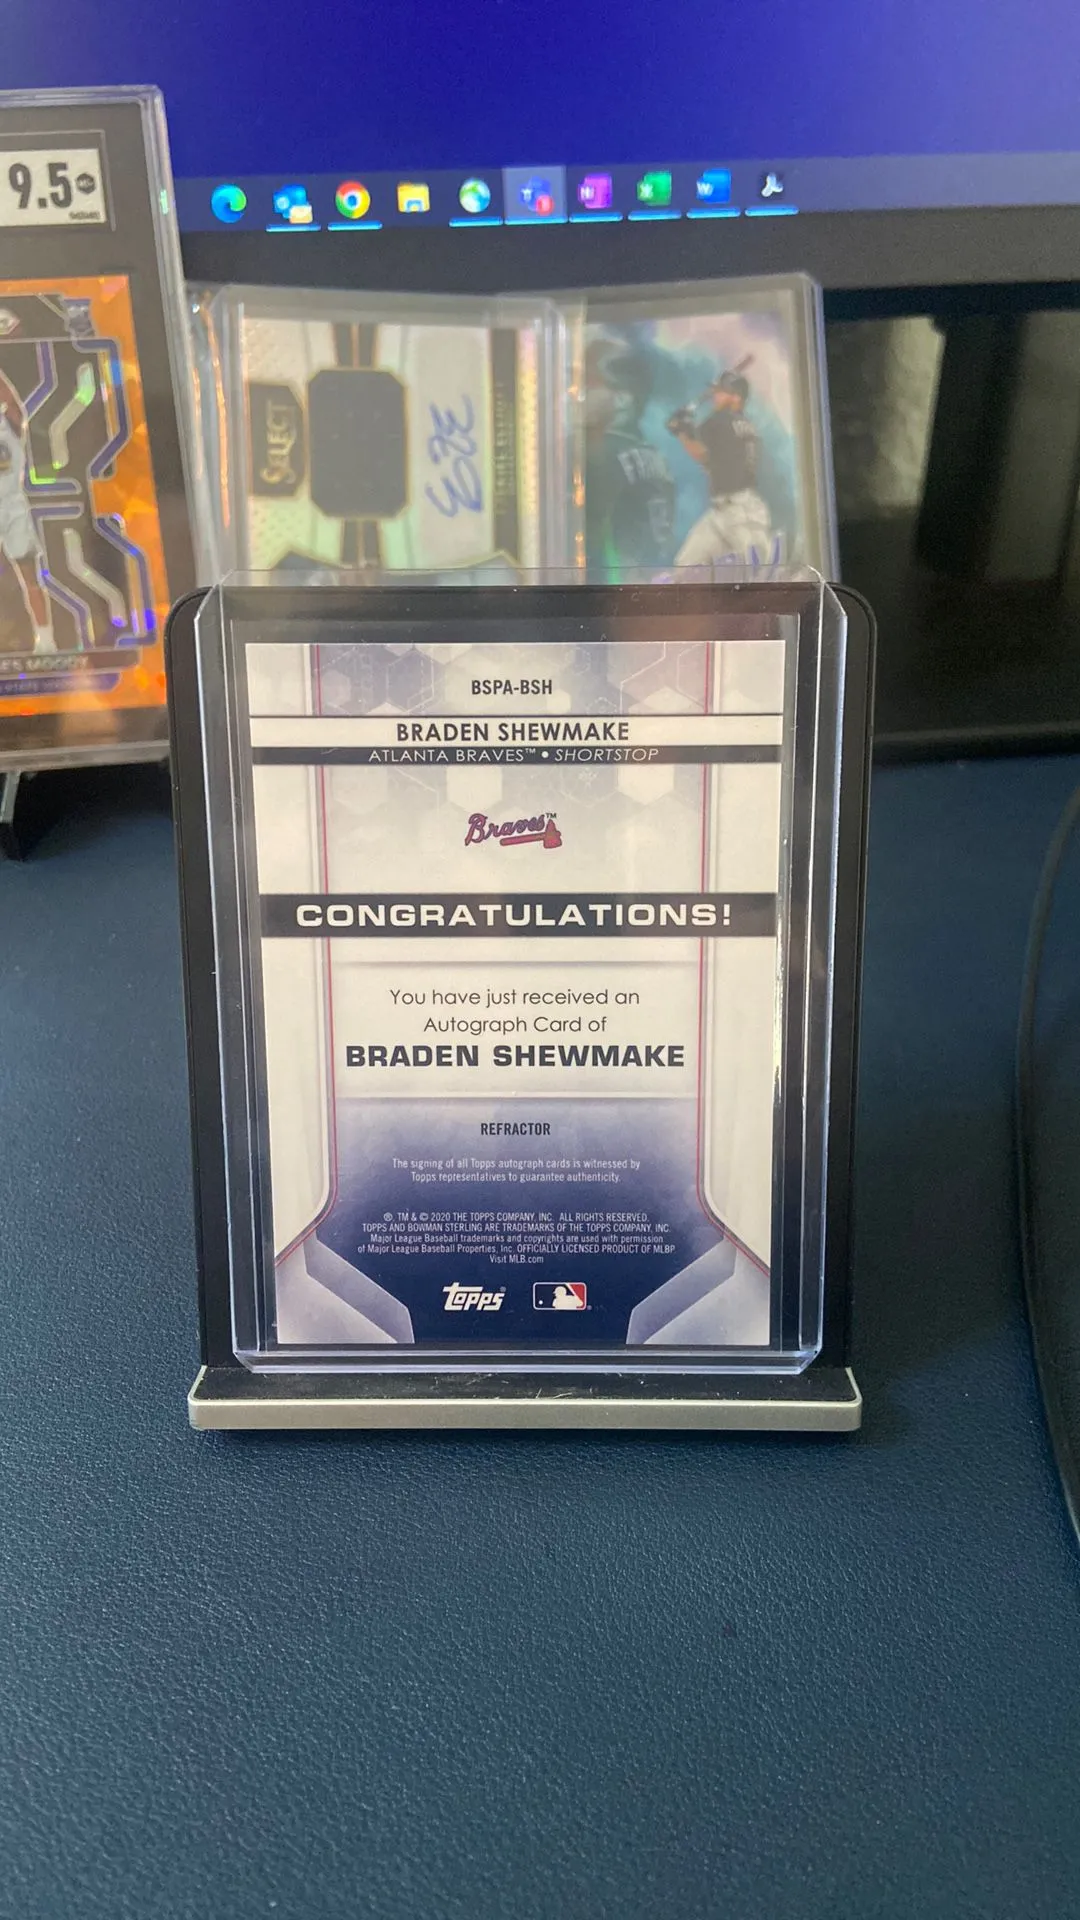 9.5
SELECT
ES MOODY
BSPA-BSH
BRADEN SHEWMAKE
ATLANTA BRAVES™ • SHORTSTOP
Braves™
CONGRATULATIONS!
You have just received an
Autograph Card of
BRADEN SHEWMAKE
REFRACTOR
The signing of all Topps autograph cards is witnessed by
Topps representatives to guarantee authenticity.
®, TM & © 2020 THE TOPPS COMPANY, INC. ALL RIGHTS RESERVED.
TOPPS AND BOWMAN STERLING ARE TRADEMARKS OF THE TOPPS COMPANY, INC.
Major League Baseball trademarks and copyrights are used with permission
of Major League Baseball Properties, Inc. OFFICIALLY LICENSED PRODUCT OF MLBP
Visit MLB.com
topps®